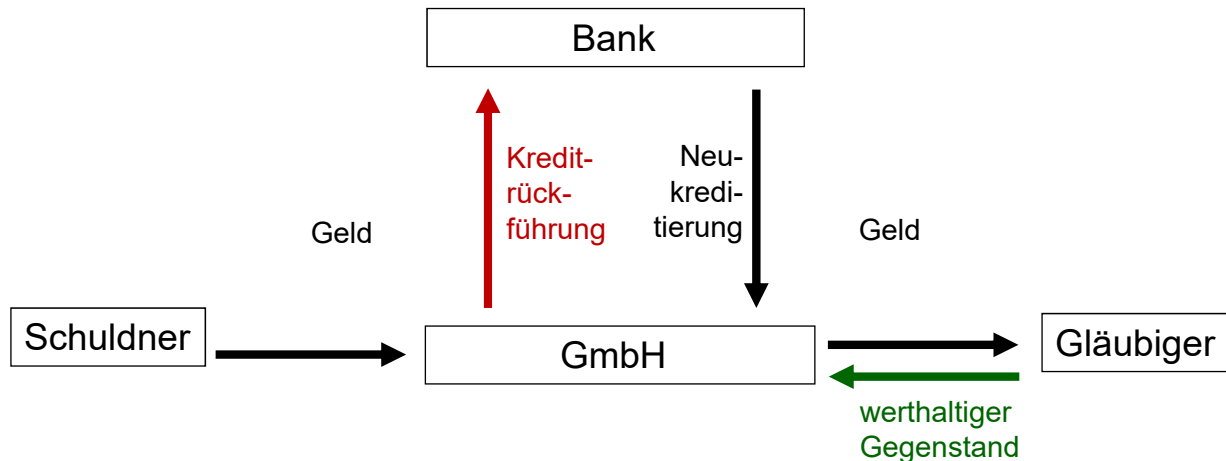 Bank
Kredit-
rück-
führung
Neu-
kredi-
tierung
Geld
Geld
Schuldner
GmbH
Gläubiger
werthaltiger
Gegenstand